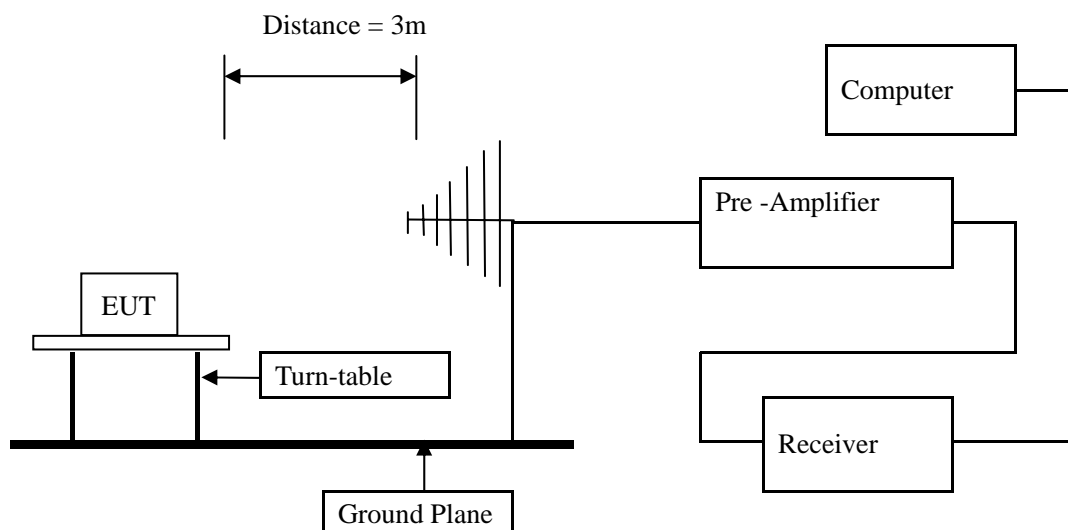 Distance = 3m
Computer
Pre -Amplifier
EUT
Turn-table
Receiver
Ground Plane